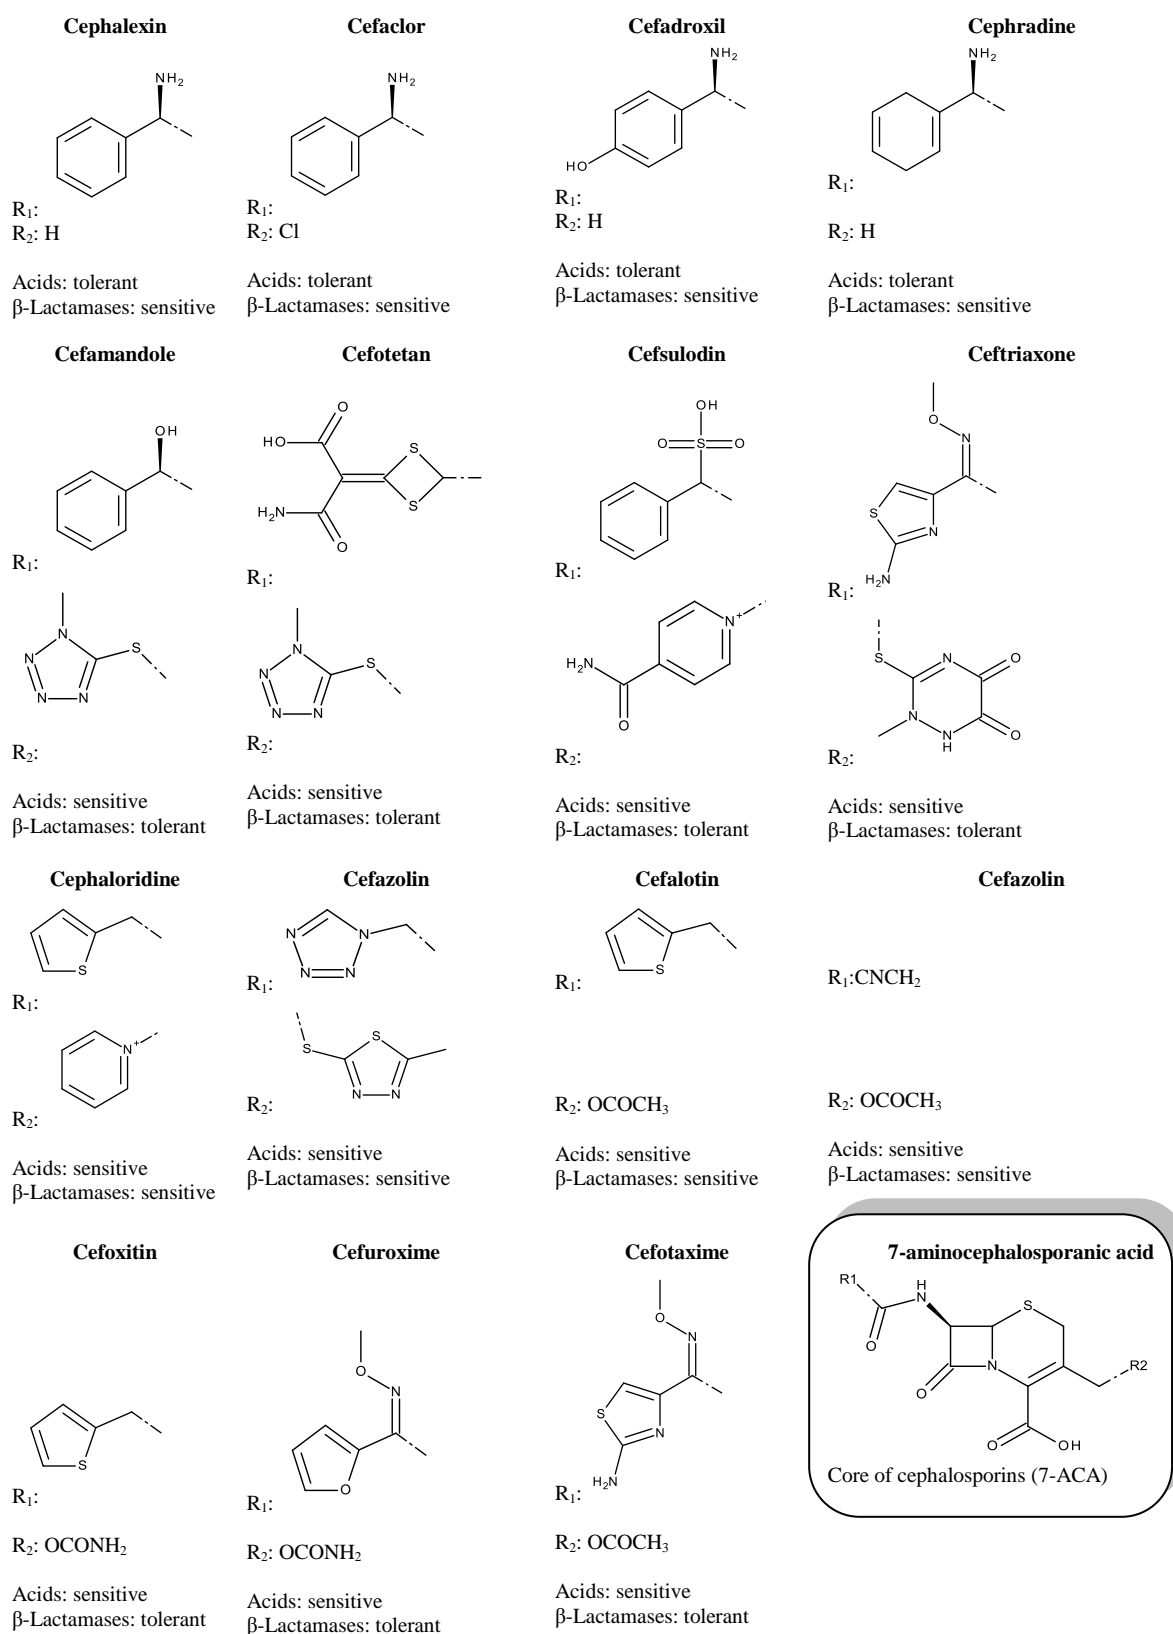 Cephalexin
NH₂
R₁:
R₂: H
Acids: tolerant
β-Lactamases: sensitive
Cefaclor
NH₂
R₁:
R₂: Cl
Acids: tolerant
β-Lactamases: sensitive
Cefadroxil
NH₂
HO
R₁:
R₂: H
Acids: tolerant
β-Lactamases: sensitive
Cephradine
NH₂
R₁:
R₂: H
Acids: tolerant
β-Lactamases: sensitive
Cefamandole
OH
R₁:
N
N
N
N
S
R₂:
Acids: sensitive
β-Lactamases: tolerant
Cefotetan
O
HO
S
S
H₂N
O
R₁:
N
N
N
N
S
R₂:
Acids: sensitive
β-Lactamases: tolerant
Cefsulodin
OH
O
S
O
R₁:
N⁺
H₂N
O
R₂:
Acids: sensitive
β-Lactamases: tolerant
Ceftriaxone
O
N
S
N
H₂N
R₁:
S
N
O
N
N
H
O
R₂:
Acids: sensitive
β-Lactamases: tolerant
Cephaloridine
S
R₁:
N⁺
R₂:
Acids: sensitive
β-Lactamases: sensitive
Cefazolin
N
N
N
N
R₁:
S
S
N
N
R₂:
Acids: sensitive
β-Lactamases: sensitive
Cefalotin
S
R₁:
R₂: OCOCH₃
Acids: sensitive
β-Lactamases: sensitive
Cefazolin
R₁:CNCH₂
R₂: OCOCH₃
Acids: sensitive
β-Lactamases: sensitive
Cefoxitin
S
R₁:
R₂: OCONH₂
Acids: sensitive
β-Lactamases: tolerant
Cefuroxime
O
N
O
R₁:
R₂: OCONH₂
Acids: sensitive
β-Lactamases: tolerant
Cefotaxime
O
N
S
N
H₂N
R₁:
R₂: OCOCH₃
Acids: sensitive
β-Lactamases: tolerant
7-aminocephalosporanic acid
R1
H
N
S
O
N
R2
O
O
OH
Core of cephalosporins (7-ACA)